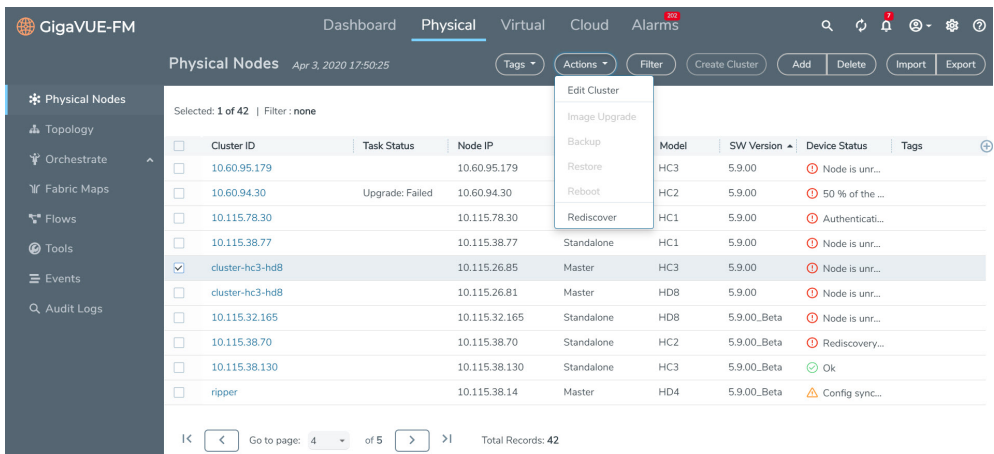 GigaVUE-FM
Dashboard Physical Virtual Cloud Alarms 202 7
Physical Nodes Apr 3, 2020 17:50:25 Tags Actions Filter Create Cluster Add Delete Import Export
Physical Nodes
Topology
Orchestrate
Fabric Maps
Flows
Tools
Events
Audit Logs
Selected: 1 of 42 | Filter : none
Edit Cluster
Image Upgrade
Backup
Restore
Reboot
Rediscover
Cluster ID Task Status Node IP Model SW Version Device Status Tags
10.60.95.179 10.60.95.179 HC3 5.9.00 Node is unr...
10.60.94.30 Upgrade: Failed 10.60.94.30 HC2 5.9.00 50 % of the ...
10.115.78.30 10.115.78.30 HC1 5.9.00 Authenticati...
10.115.38.77 10.115.38.77 Standalone HC1 5.9.00 Node is unr...
cluster-hc3-hd8 10.115.26.85 Master HC3 5.9.00 Node is unr...
cluster-hc3-hd8 10.115.26.81 Master HD8 5.9.00 Node is unr...
10.115.32.165 10.115.32.165 Standalone HD8 5.9.00_Beta Node is unr...
10.115.38.70 10.115.38.70 Standalone HC2 5.9.00_Beta Rediscovery...
10.115.38.130 10.115.38.130 Standalone HC3 5.9.00_Beta Ok
ripper 10.115.38.14 Master HD4 5.9.00_Beta Config sync...
Go to page: 4 of 5 Total Records: 42